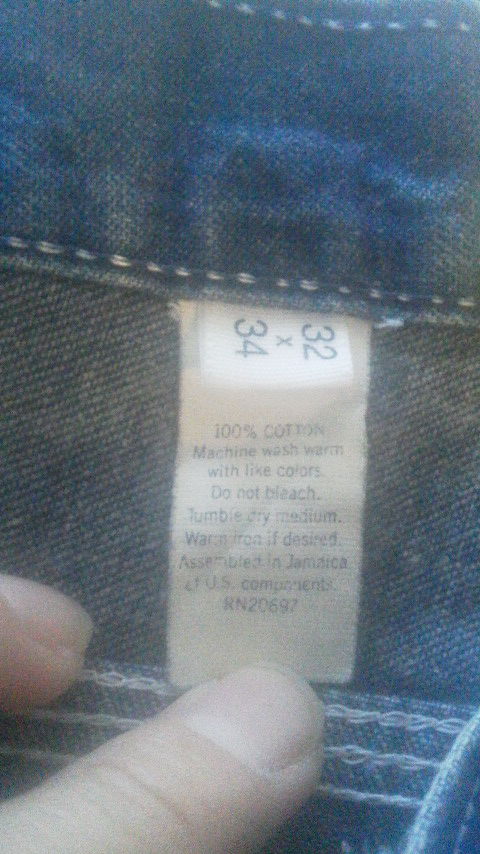 32
x
34
100% COTTON
Machine wash warm
with like colors.
Do not bleach.
Tumble dry medium.
Warm iron if desired.
Assembled in Jamaica
of U.S. components.
RN20697